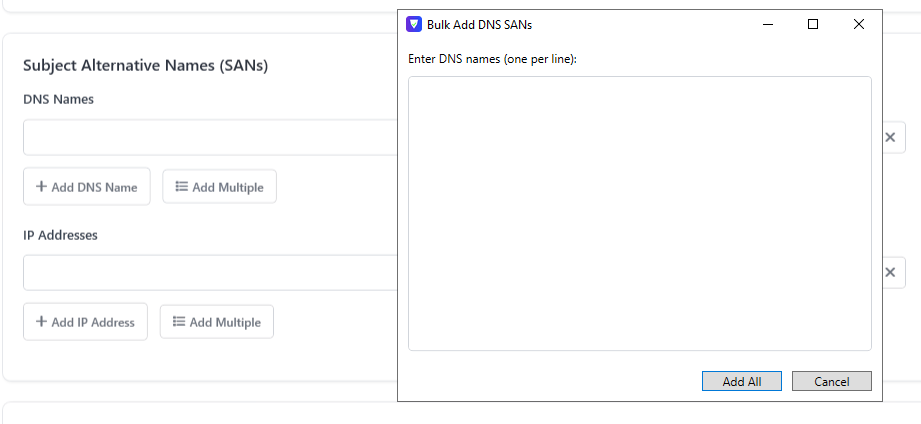 Subject Alternative Names (SANs)
DNS Names
Add DNS Name
Add Multiple
IP Addresses
Add IP Address
Add Multiple
Bulk Add DNS SANs
Enter DNS names (one per line):
Add All
Cancel